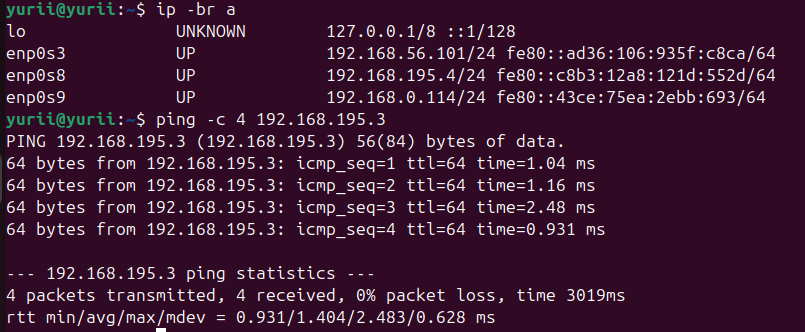 yurii@yurii:~$ ip -br a
lo               UNKNOWN        127.0.0.1/8 ::1/128
enp0s3           UP             192.168.56.101/24 fe80::ad36:106:935f:c8ca/64
enp0s8           UP             192.168.195.4/24 fe80::c8b3:12a8:121d:552d/64
enp0s9           UP             192.168.0.114/24 fe80::43ce:75ea:2ebb:693/64
yurii@yurii:~$ ping -c 4 192.168.195.3
PING 192.168.195.3 (192.168.195.3) 56(84) bytes of data.
64 bytes from 192.168.195.3: icmp_seq=1 ttl=64 time=1.04 ms
64 bytes from 192.168.195.3: icmp_seq=2 ttl=64 time=1.16 ms
64 bytes from 192.168.195.3: icmp_seq=3 ttl=64 time=2.48 ms
64 bytes from 192.168.195.3: icmp_seq=4 ttl=64 time=0.931 ms

--- 192.168.195.3 ping statistics ---
4 packets transmitted, 4 received, 0% packet loss, time 3019ms
rtt min/avg/max/mdev = 0.931/1.404/2.483/0.628 ms